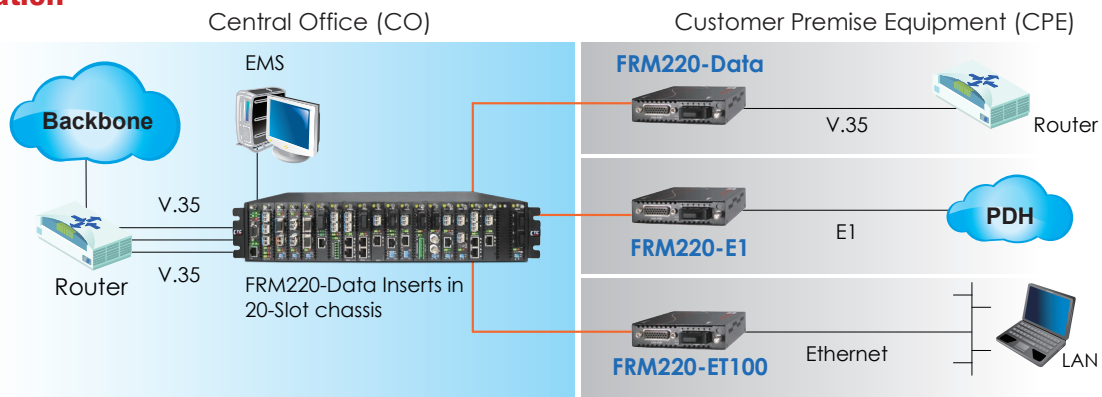 Central Office (CO)
Customer Premise Equipment (CPE)
EMS
Backbone
V.35
V.35
Router
FRM220-Data Inserts in
20-Slot chassis
FRM220-Data
V.35
Router
FRM220-E1
E1
PDH
FRM220-ET100
Ethernet
LAN